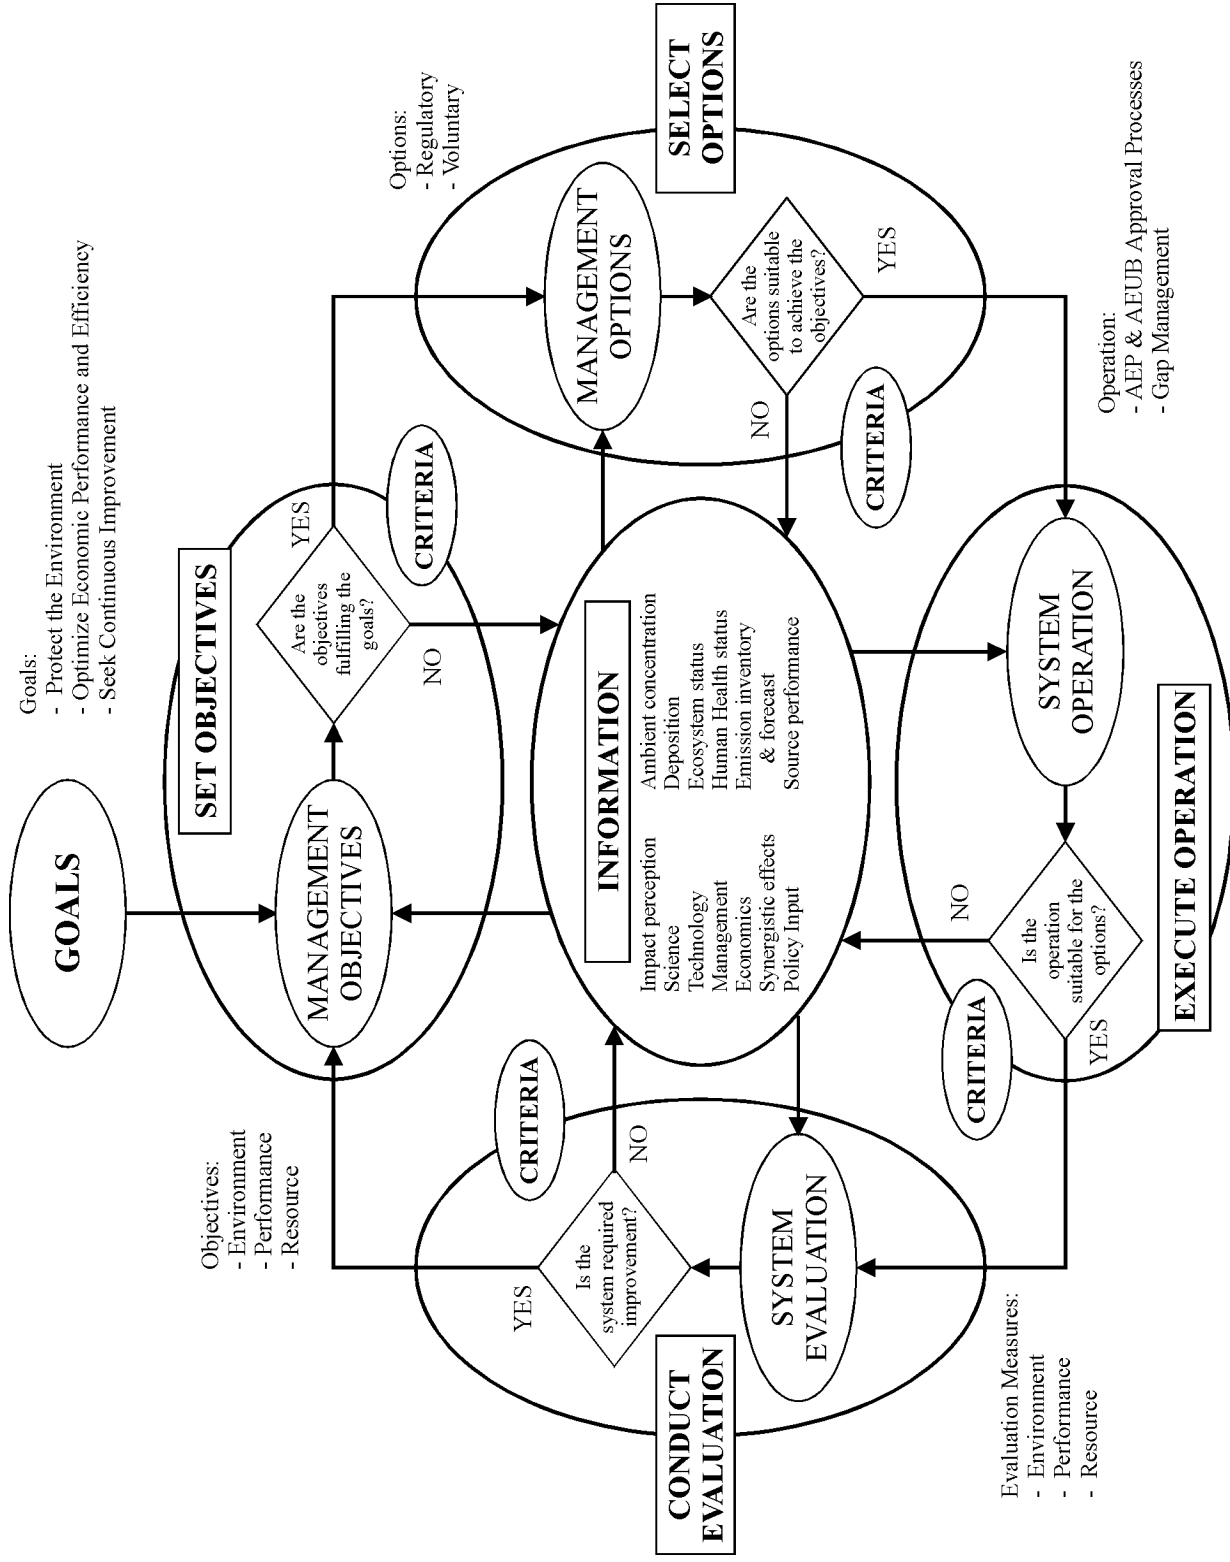 GOALS
Goals:
- Protect the Environment
- Optimize Economic Performance and Efficiency
- Seek Continuous Improvement
Objectives:
- Environment
- Performance
- Resource
SET OBJECTIVES
MANAGEMENT
OBJECTIVES
Are the
objectives
fulfilling the
goals?
YES
NO
CRITERIA
Options:
- Regulatory
- Voluntary
SELECT
OPTIONS
MANAGEMENT
OPTIONS
Are the
options suitable
to achieve the
objectives?
YES
NO
CRITERIA
INFORMATION
Impact perception
Science
Technology
Management
Economics
Synergistic effects
Policy Input
Ambient concentration
Deposition
Ecosystem status
Human Health status
Emission inventory
& forecast
Source performance
CONDUCT
EVALUATION
Is the
system required
improvement?
YES
NO
CRITERIA
SYSTEM
EVALUATION
Evaluation Measures:
- Environment
- Performance
- Resource
CRITERIA
Is the
operation
suitable for the
options?
NO
YES
SYSTEM
OPERATION
EXECUTE OPERATION
Operation:
- AEP & AEUB Approval Processes
- Gap Management